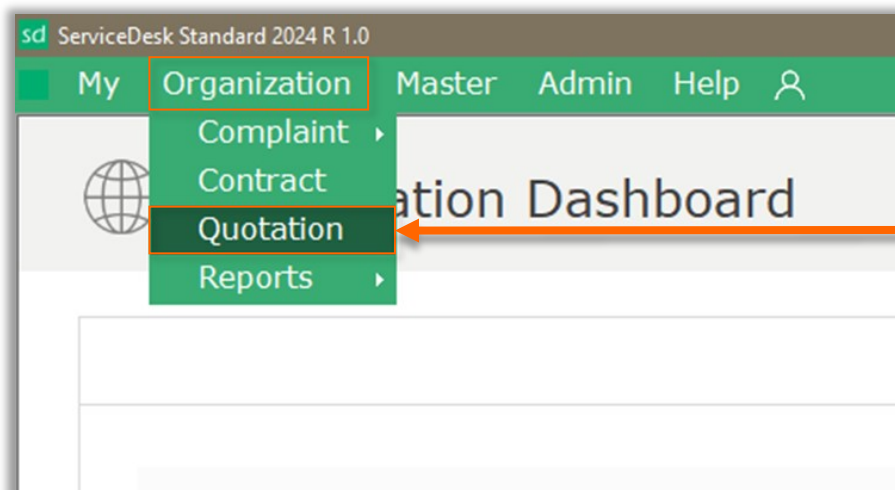 sd ServiceDesk Standard 2024 R 1.0
My Organization Master Admin Help
Complaint
Contract
ation Dashboard
Quotation
Reports